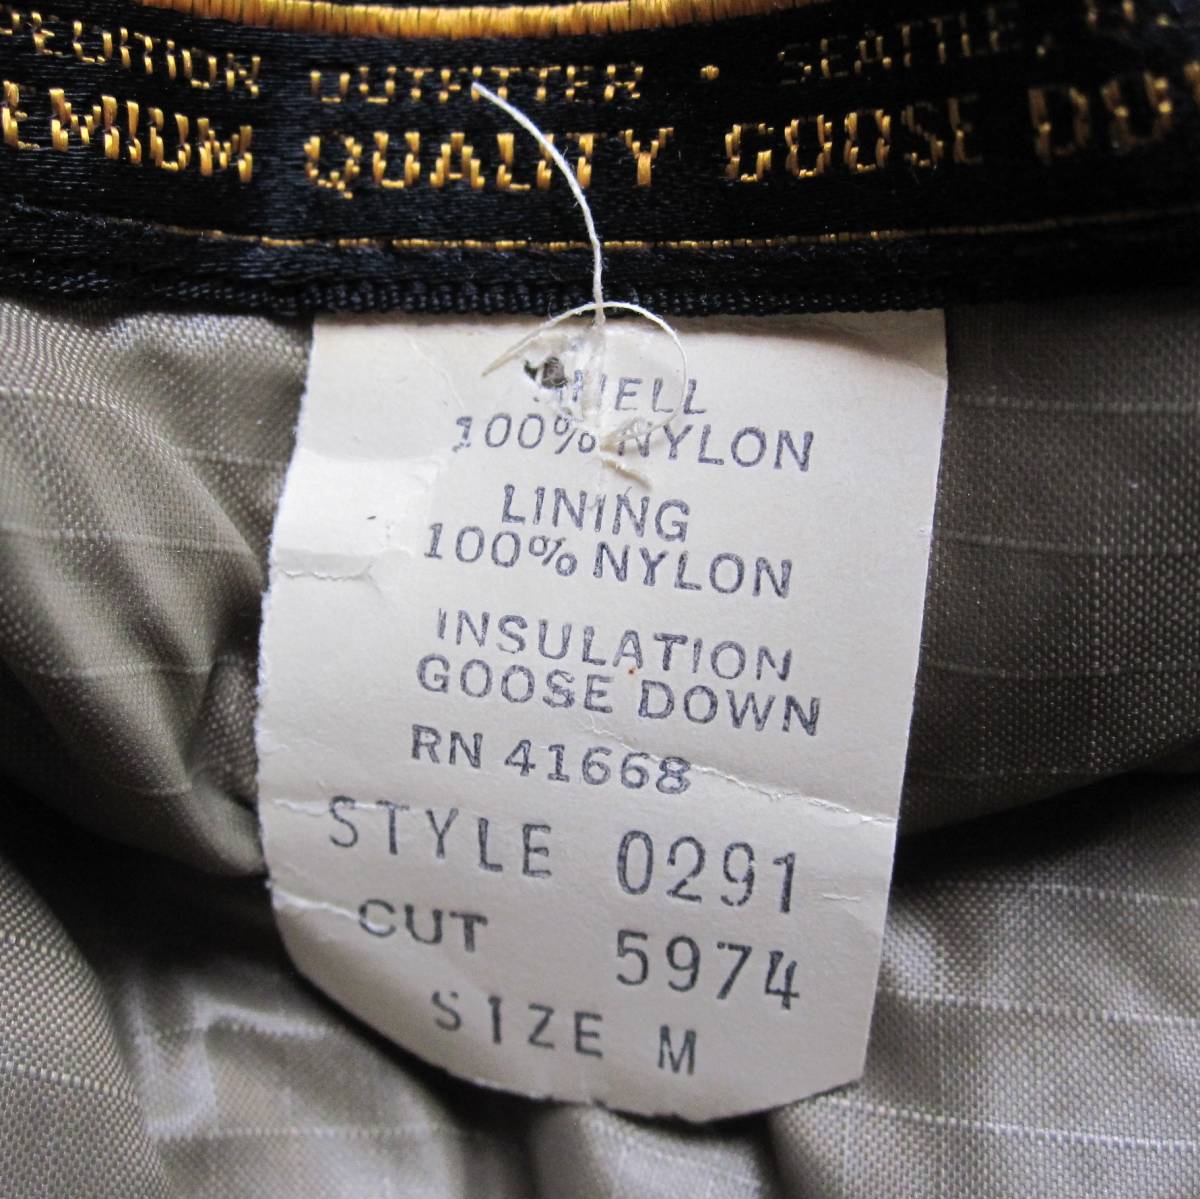 OUTFITTER • SEATTLE,
QUALITY GOOSE
SHELL
100% NYLON
LINING
100% NYLON
INSULATION
GOOSE DOWN
RN 41668
STYLE 0291
CUT 5974
SIZE M